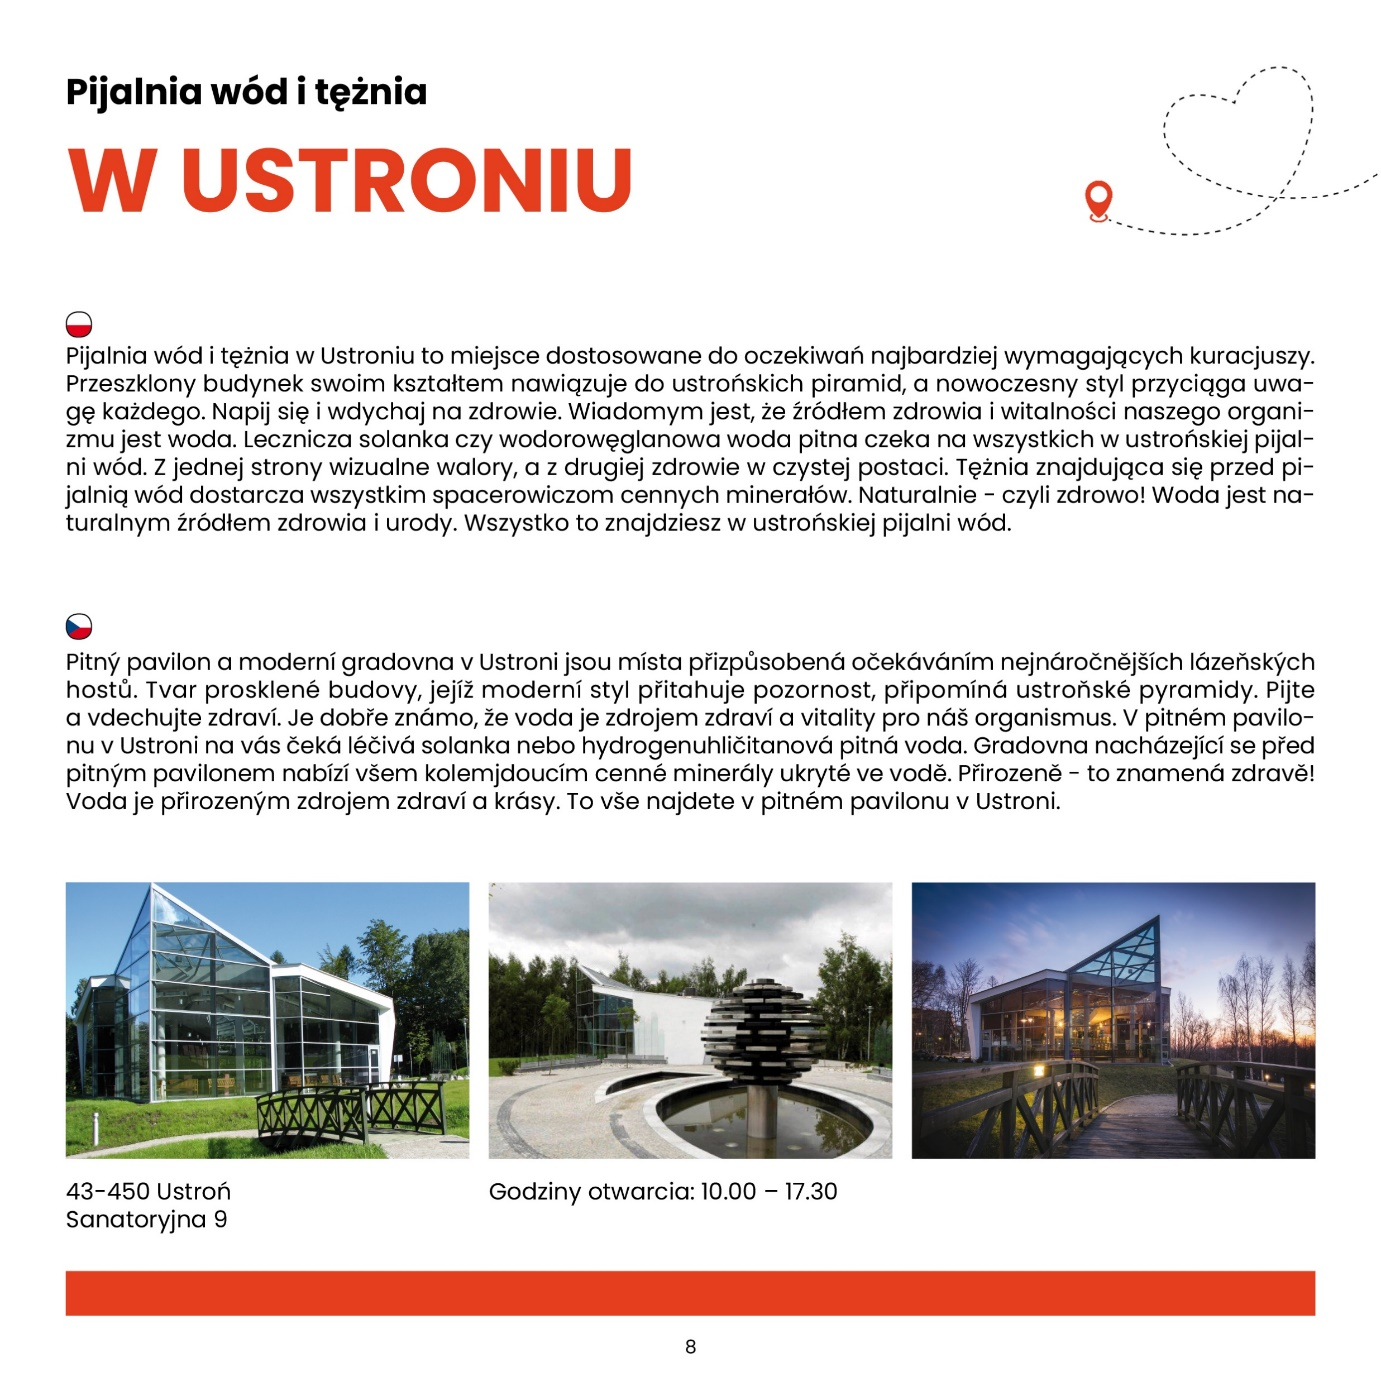 Pijalnia wód i tężnia
W USTRONIU
Pijalnia wód i tężnia w Ustroniu to miejsce dostosowane do oczekiwań najbardziej wymagających kuracjuszy.
Przeszklony budynek swoim kształtem nawiązuje do ustrońskich piramid, a nowoczesny styl przyciąga uwa-
gę każdego. Napij się i wdychaj na zdrowie. Wiadomym jest, że źródłem zdrowia i witalności naszego organi-
zmu jest woda. Lecznicza solanka czy wodorowęglanowa woda pitna czeka na wszystkich w ustrońskiej pijal-
ni wód. Z jednej strony wizualne walory, a z drugiej zdrowie w czystej postaci. Tężnia znajdująca się przed pi-
jalnią wód dostarcza wszystkim spacerowiczom cennych minerałów. Naturalnie - czyli zdrowo! Woda jest na-
turalnym źródłem zdrowia i urody. Wszystko to znajdziesz w ustrońskiej pijalni wód.
Pitný pavilon a moderní gradovna v Ustroni jsou místa přizpůsobená očekáváním nejnáročnějších lázeňských
hostů. Tvar prosklené budovy, jejíž moderní styl přitahuje pozornost, připomíná ustroňské pyramidy. Pijte
a vdechujte zdraví. Je dobře známo, že voda je zdrojem zdraví a vitality pro náš organismus. V pitném pavilo-
nu v Ustroni na vás čeká léčivá solanka nebo hydrogenuhličitanová pitná voda. Gradovna nacházející se před
pitným pavilonem nabízí všem kolemjdoucím cenné minerály ukryté ve vodě. Přirozeně - to znamená zdravě!
Voda je přirozeným zdrojem zdraví a krásy. To vše najdete v pitném pavilonu v Ustroni.
43-450 Ustroń
Sanatoryjna 9
Godziny otwarcia: 10.00 – 17.30
8